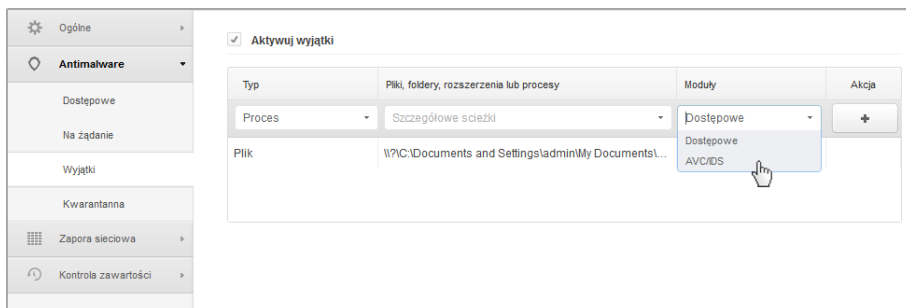 Ogólne
Antimalware
Dostępowe
Na żądanie
Wyjątki
Kwarantanna
Zapora sieciowa
Kontrola zawartości
Aktywuj wyjątki
Typ Pliki, foldery, rozszerzenia lub procesy Moduły Akcja
Proces Szczegółowe scieżki Dostępowe +
Dostępowe
AVC/IDS
Plik \\?\C:\Documents and Settings\admin\My Documents\...